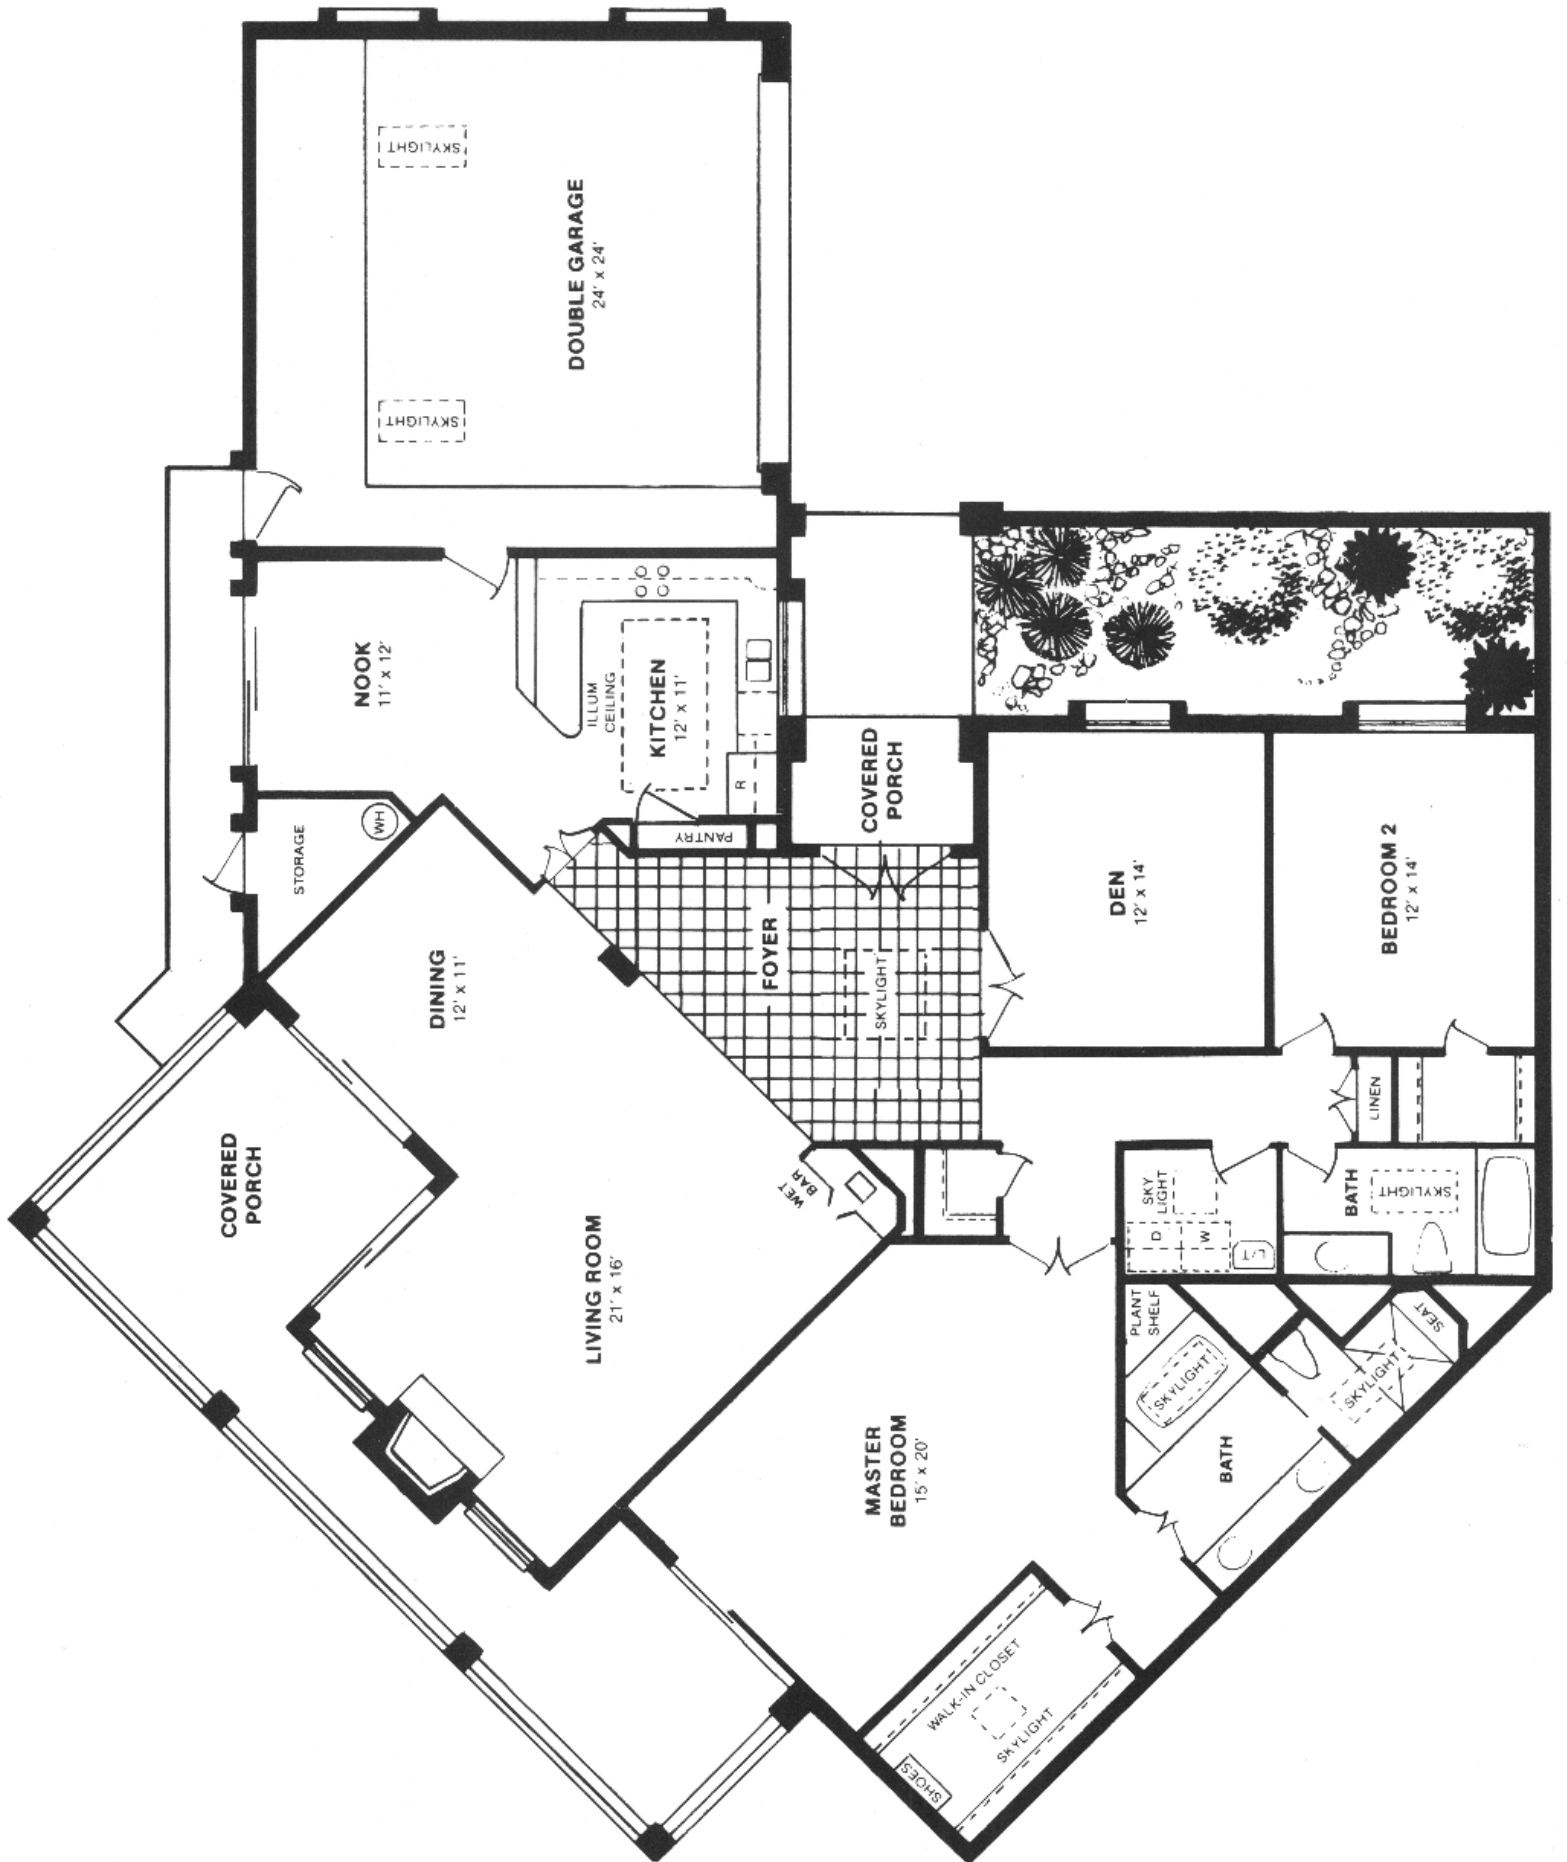 SKYLIGHT
DOUBLE GARAGE
24' x 24'
SKYLIGHT
NOOK
11' x 12'
ILLUM
CEILING
KITCHEN
12' x 11'
R
PANTRY
WH
STORAGE
COVERED
PORCH
DINING
12' x 11'
FOYER
SKYLIGHT
DEN
12' x 14'
BEDROOM 2
12' x 14'
LINEN
COVERED
PORCH
LIVING ROOM
21' x 16'
WET
BAR
SKY
LIGHT
D
W
L/T
BATH
SKYLIGHT
PLANT
SHELF
SKYLIGHT
SEAT
SKYLIGHT
BATH
MASTER
BEDROOM
15' x 20'
WALK-IN CLOSET
SKYLIGHT
SHOES